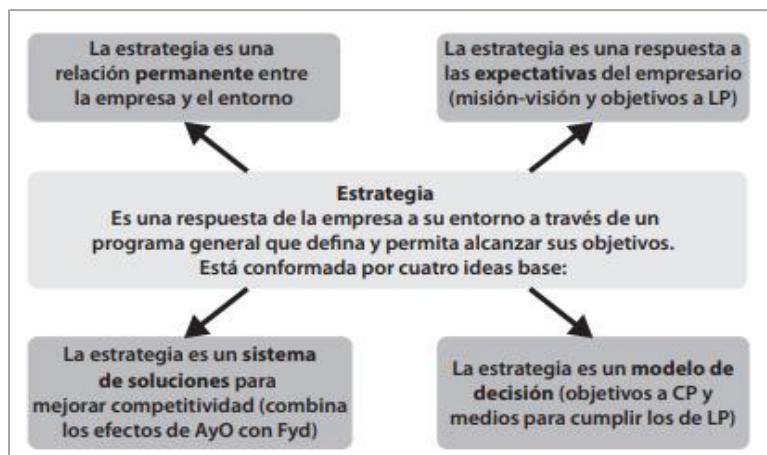 La estrategia es una
relación permanente entre
la empresa y el entorno
La estrategia es una respuesta a
las expectativas del empresario
(misión-visión y objetivos a LP)
Estrategia
Es una respuesta de la empresa a su entorno a través de un
programa general que defina y permita alcanzar sus objetivos.
Está conformada por cuatro ideas base:
La estrategia es un sistema
de soluciones para
mejorar competitividad (combina
los efectos de AyO con Fyd)
La estrategia es un modelo de
decisión (objetivos a CP y
medios para cumplir los de LP)